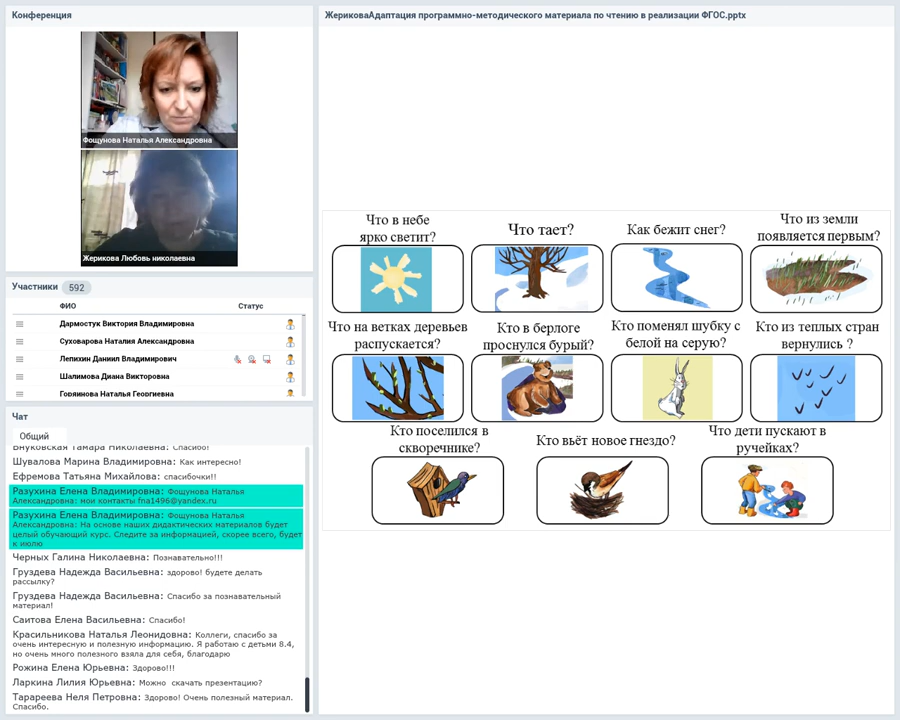 Конференция
Фощунова Наталья Александровна
Жерикова Любовь николаевна
Участники 592
ФИО Статус
Дармостук Виктория Владимировна
Суховарова Наталия Александровна
Лепихин Даниил Владимирович
Шалимова Диана Викторовна
Горяинова Наталья Георгиевна
Чат
Общий
Внуковская Тамара Николаевна: Спасибо!
Шувалова Марина Владимировна: Как интересно!
Ефремова Татьяна Михайлова: спасибочки!!
Разухина Елена Владимировна: Фощунова Наталья
Александровна: мои контакты fna1496@yandex.ru
Разухина Елена Владимировна: Фощунова Наталья
Александровна: На основе наших дидактических материалов будет
целый обучающий курс. Следите за информацией, скорее всего, будет
к июлю
Черных Галина Николаевна: Познавательно!!!
Груздева Надежда Васильевна: здорово! будете делать
рассылку?
Груздева Надежда Васильевна: Спасибо за познавательный
материал!
Саитова Елена Васильевна: Спасибо!
Красильникова Наталья Леонидовна: Коллеги, спасибо за
очень интересную и полезную информацию. Я работаю с детьми 8.4,
но очень много полезного взяла для себя, благодарю
Рожина Елена Юрьевна: Здорово!!!
Ларкина Лилия Юрьевна: Можно скачать презентацию?
Тарареева Неля Петровна: Здорово! Очень полезный материал.
Спасибо.
ЖериковаАдаптация программно-методического материала по чтению в реализации ФГОС.pptx
Что в небе
ярко светит?
Что тает?
Как бежит снег?
Что из земли
появляется первым?
Что на ветках деревьев
распускается?
Кто в берлоге
проснулся бурый?
Кто поменял шубку с
белой на серую?
Кто из теплых стран
вернулись ?
Кто поселился в
скворечнике?
Кто вьёт новое гнездо?
Что дети пускают в
ручейках?